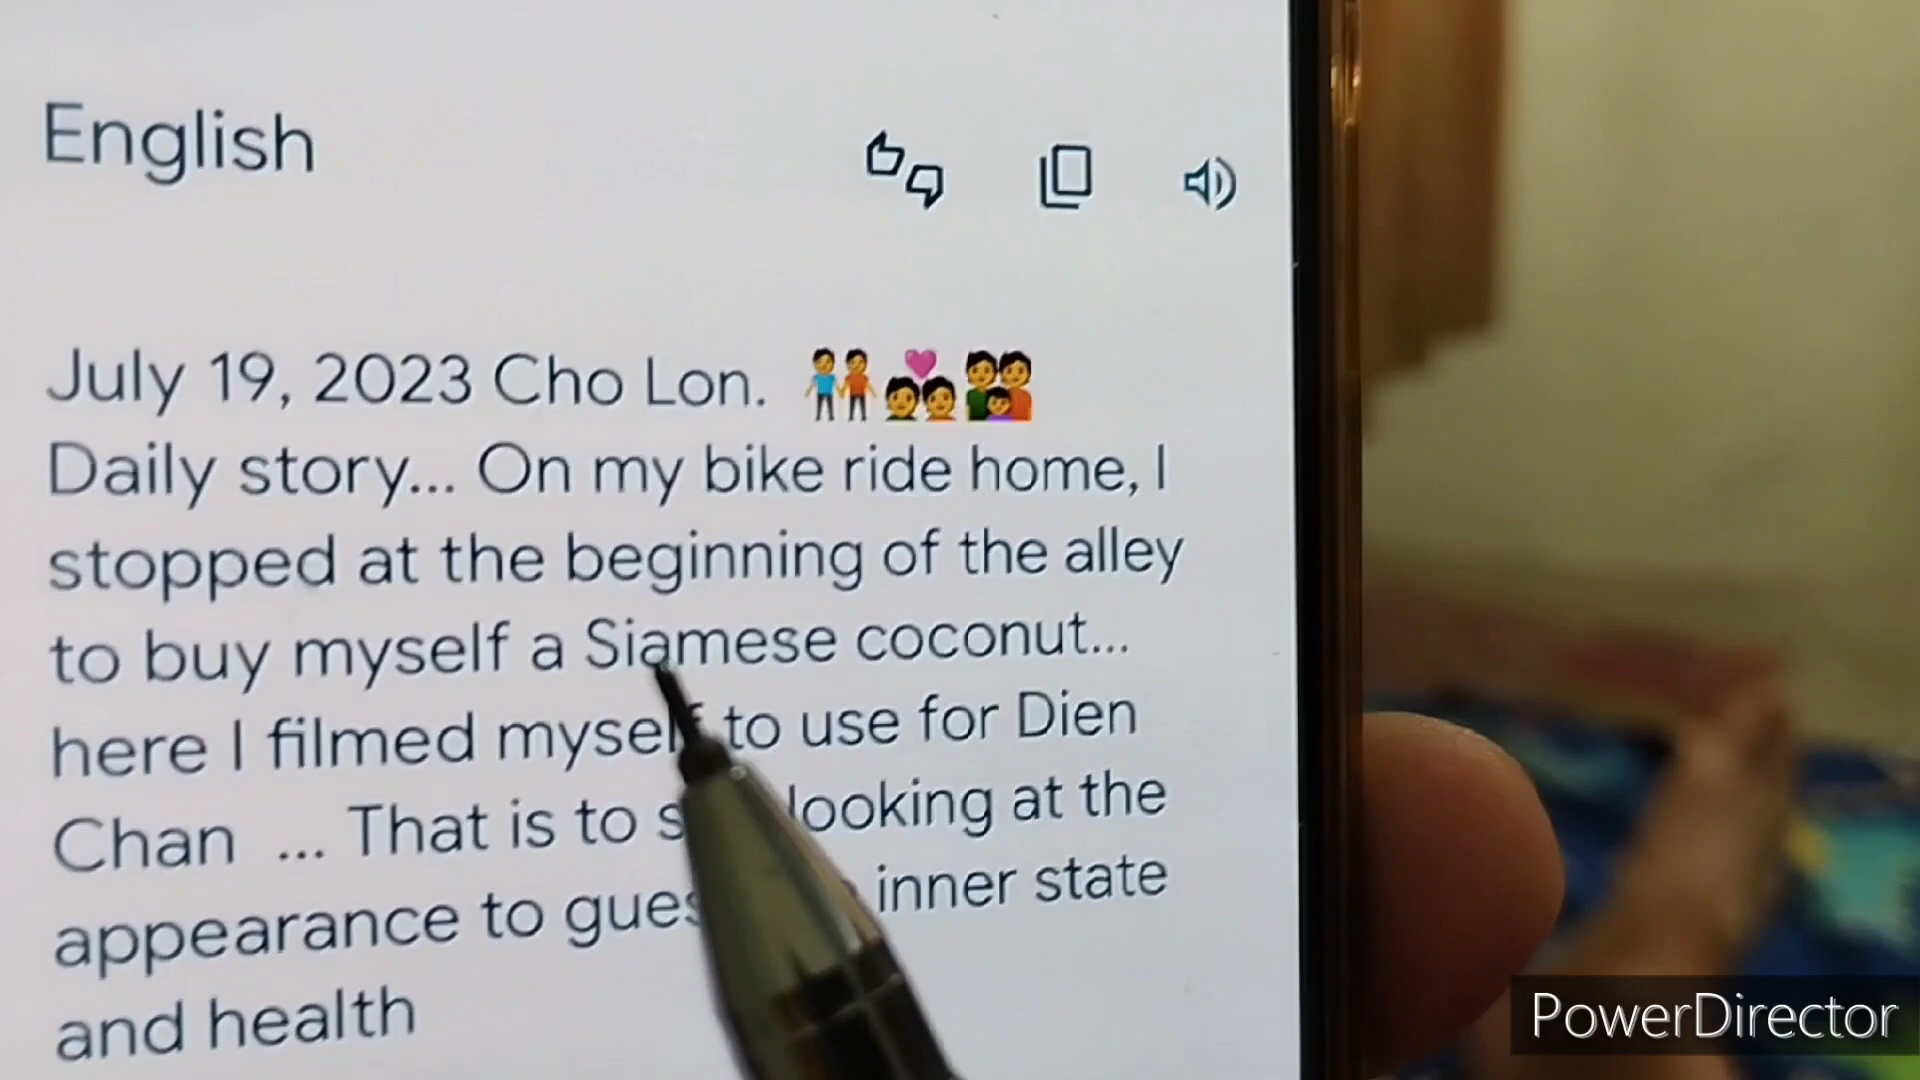 English
July 19, 2023 Cho Lon. 👬💑👪
Daily story... On my bike ride home, I
stopped at the beginning of the alley
to buy myself a Siamese coconut...
here I filmed myself to use for Dien
Chan ... That is to looking at the
appearance to inner state
and health
PowerDirector